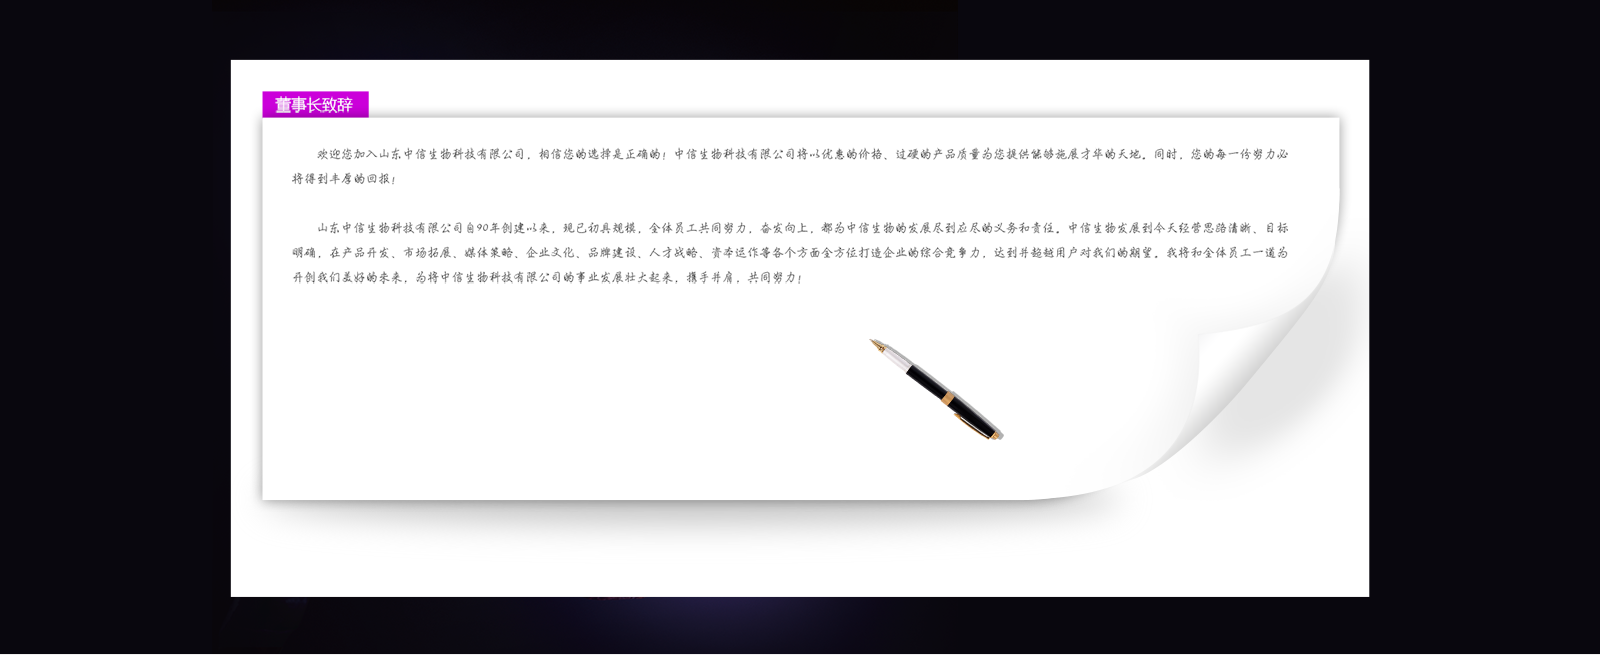 董事长致辞
欢迎您加入山东中信生物科技有限公司，相信您的选择是正确的！中信生物科技有限公司将以优惠的价格、过硬的产品质量为您提供能够施展才华的天地。同时，您的每一份努力必
将得到丰厚的回报！
山东中信生物科技有限公司自90年创建以来，现已初具规模，全体员工共同努力，奋发向上，都为中信生物的发展尽到应尽的义务和责任。中信生物发展到今天经营思路清晰、目标
明确，在产品开发、市场拓展、媒体策略、企业文化、品牌建设、人才战略、资本运作等各个方面全方位打造企业的综合竞争力，达到并超越用户对我们的期望。我将和全体员工一道为
开创我们美好的未来，为将中信生物科技有限公司的事业发展壮大起来，携手并肩，共同努力！